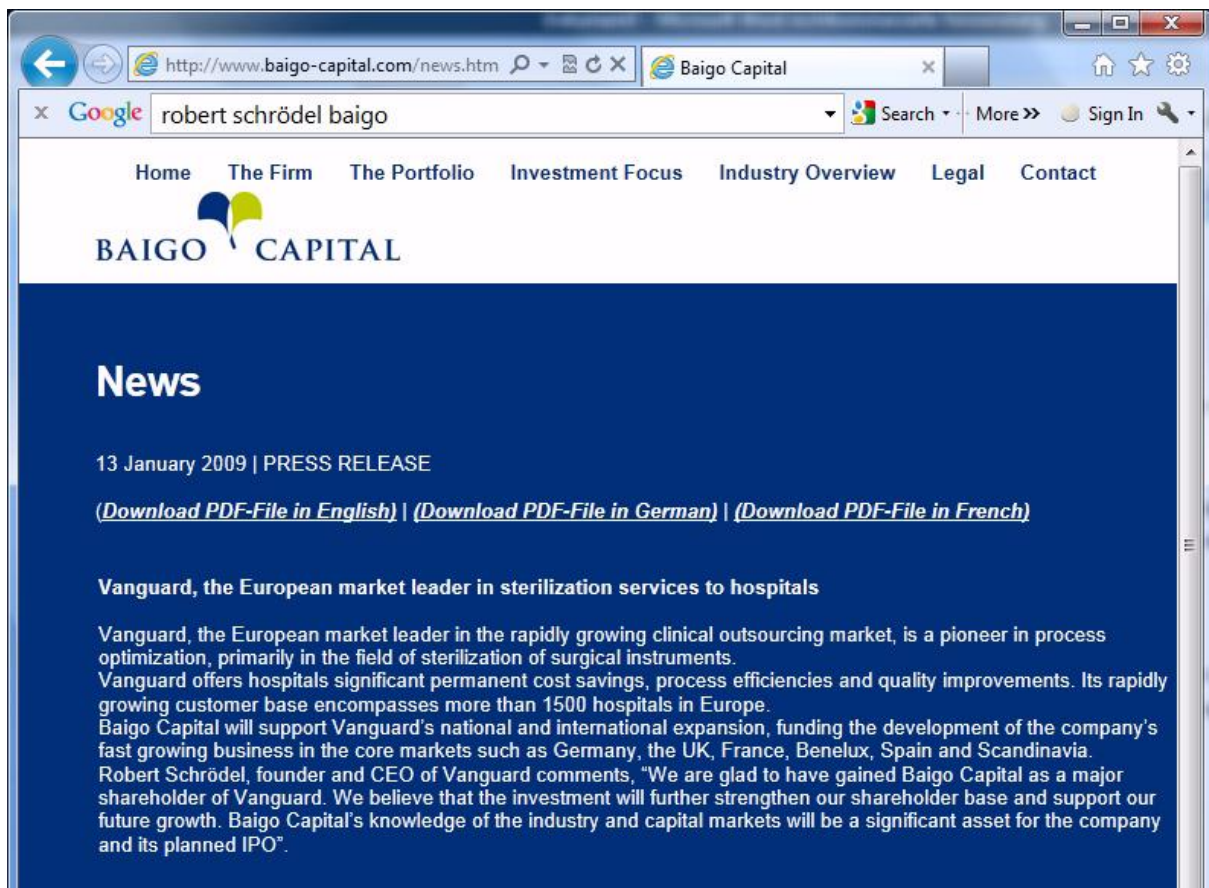 http://www.baigo-capital.com/news.htm
Baigo Capital
x Google robert schrödel baigo Search More >> Sign In
Home The Firm The Portfolio Investment Focus Industry Overview Legal Contact
BAIGO CAPITAL
News
13 January 2009 | PRESS RELEASE
(Download PDF-File in English) | (Download PDF-File in German) | (Download PDF-File in French)
Vanguard, the European market leader in sterilization services to hospitals
Vanguard, the European market leader in the rapidly growing clinical outsourcing market, is a pioneer in process
optimization, primarily in the field of sterilization of surgical instruments.
Vanguard offers hospitals significant permanent cost savings, process efficiencies and quality improvements. Its rapidly
growing customer base encompasses more than 1500 hospitals in Europe.
Baigo Capital will support Vanguard's national and international expansion, funding the development of the company's
fast growing business in the core markets such as Germany, the UK, France, Benelux, Spain and Scandinavia.
Robert Schrödel, founder and CEO of Vanguard comments, “We are glad to have gained Baigo Capital as a major
shareholder of Vanguard. We believe that the investment will further strengthen our shareholder base and support our
future growth. Baigo Capital's knowledge of the industry and capital markets will be a significant asset for the company
and its planned IPO”.